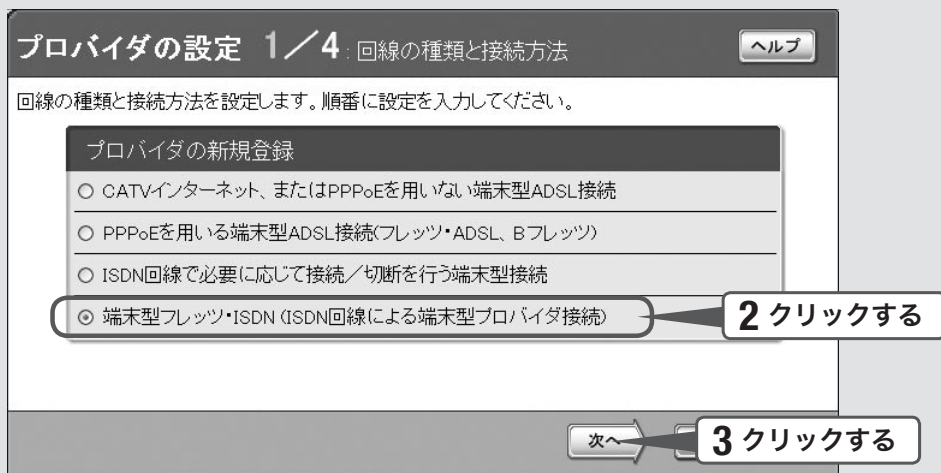 プロバイダの設定 1／4:回線の種類と接続方法
ヘルプ
回線の種類と接続方法を設定します。順番に設定を入力してください。
プロバイダの新規登録
CATVインターネット、またはPPPoEを用いない端末型ADSL接続
PPPoEを用いる端末型ADSL接続(フレッツ・ADSL、Bフレッツ)
ISDN回線で必要に応じて接続／切断を行う端末型接続
端末型フレッツ・ISDN(ISDN回線による端末型プロバイダ接続)
2 クリックする
次へ
3 クリックする